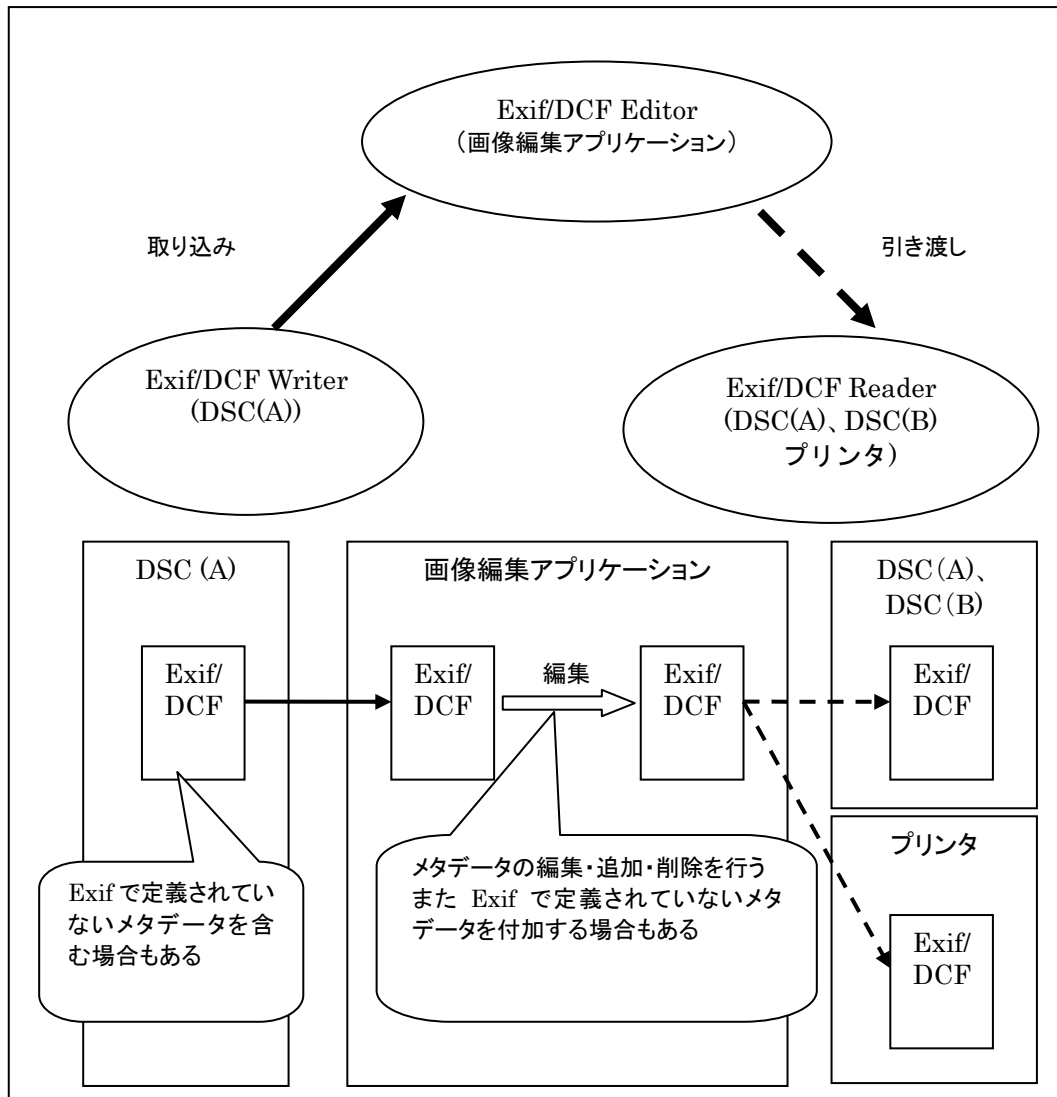 Exif/DCF Editor
（画像編集アプリケーション）
取り込み
引き渡し
Exif/DCF Writer
(DSC(A))
Exif/DCF Reader
(DSC(A)、DSC(B)
プリンタ）
DSC (A)
画像編集アプリケーション
DSC（A）、
DSC（B）
Exif/
DCF
Exif/
DCF
編集
Exif/
DCF
Exif/
DCF
Exif で定義されてい
ないメタデータを含
む場合もある
メタデータの編集・追加・削除を行う
また Exif で定義されていないメタ
データを付加する場合もある
プリンタ
Exif/
DCF